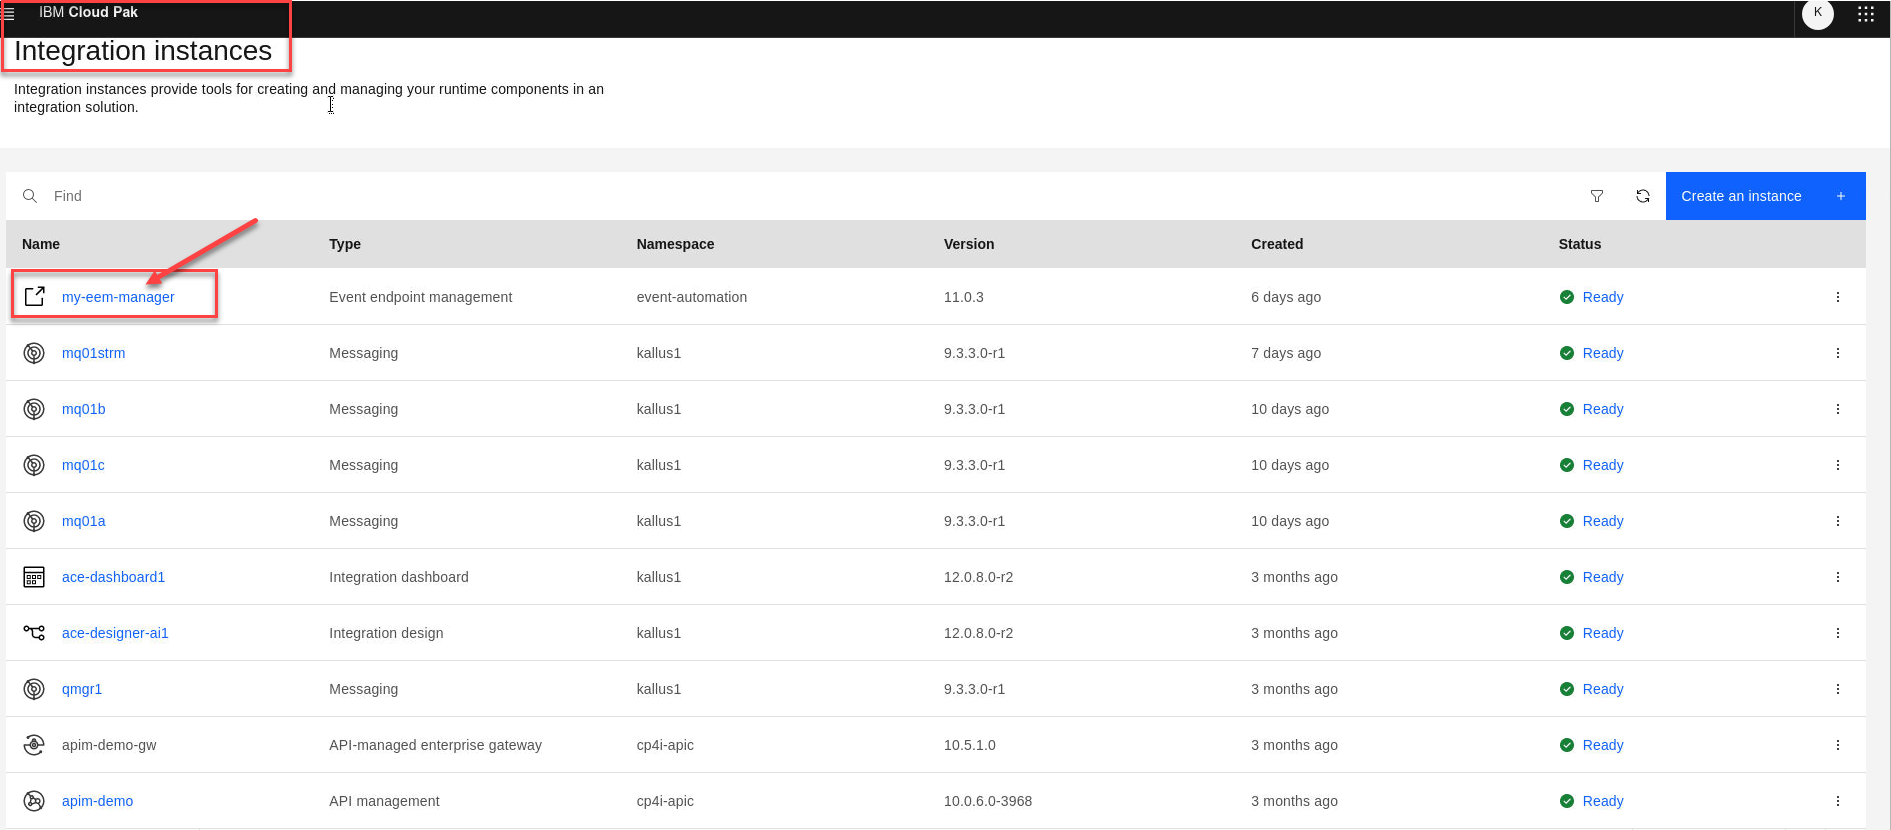 IBM Cloud Pak
K
Integration instances
Integration instances provide tools for creating and managing your runtime components in an
integration solution.
Find
Create an instance +
Name Type Namespace Version Created Status
my-eem-manager Event endpoint management event-automation 11.0.3 6 days ago Ready
mq01strm Messaging kallus1 9.3.3.0-r1 7 days ago Ready
mq01b Messaging kallus1 9.3.3.0-r1 10 days ago Ready
mq01c Messaging kallus1 9.3.3.0-r1 10 days ago Ready
mq01a Messaging kallus1 9.3.3.0-r1 10 days ago Ready
ace-dashboard1 Integration dashboard kallus1 12.0.8.0-r2 3 months ago Ready
ace-designer-ai1 Integration design kallus1 12.0.8.0-r2 3 months ago Ready
qmgr1 Messaging kallus1 9.3.3.0-r1 3 months ago Ready
apim-demo-gw API-managed enterprise gateway cp4i-apic 10.5.1.0 3 months ago Ready
apim-demo API management cp4i-apic 10.0.6.0-3968 3 months ago Ready